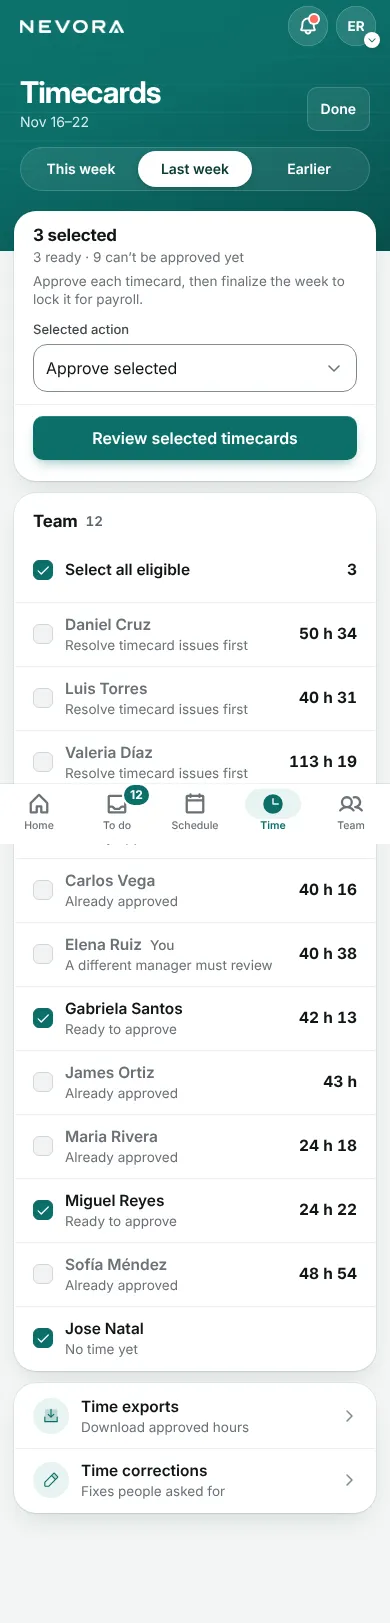 NEVORA
ER
Timecards
Nov 16–22
Done
This week
Last week
Earlier
3 selected
3 ready · 9 can’t be approved yet
Approve each timecard, then finalize the week to
lock it for payroll.
Selected action
Approve selected
Review selected timecards
Team 12
Select all eligible
3
Daniel Cruz
Resolve timecard issues first
50 h 34
Luis Torres
Resolve timecard issues first
40 h 31
Valeria Díaz
Resolve timecard issues first
113 h 19
12
Home
To do
Schedule
Time
Team
Carlos Vega
Already approved
40 h 16
Elena Ruiz You
A different manager must review
40 h 38
Gabriela Santos
Ready to approve
42 h 13
James Ortiz
Already approved
43 h
Maria Rivera
Already approved
24 h 18
Miguel Reyes
Ready to approve
24 h 22
Sofía Méndez
Already approved
48 h 54
Jose Natal
No time yet
Time exports
Download approved hours
Time corrections
Fixes people asked for